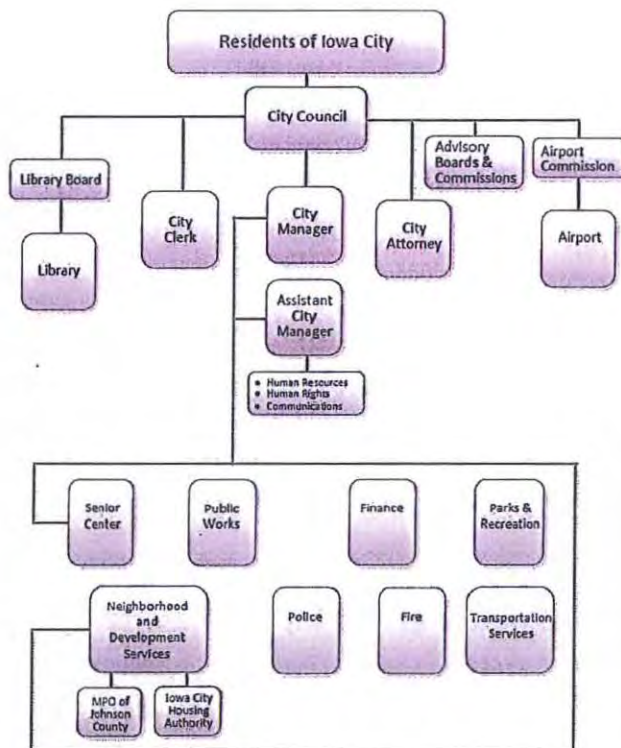 Residents of Iowa City
City Council
Library Board
Library
City
Clerk
City
Manager
City
Attorney
Advisory
Boards &
Commissions
Airport
Commission
Airport
Assistant
City
Manager
• Human Resources
• Human Rights
• Communications
Senior
Center
Public
Works
Finance
Parks &
Recreation
Neighborhood
and
Development
Services
Police
Fire
Transportation
Services
MPO of
Johnson
County
Iowa City
Housing
Authority